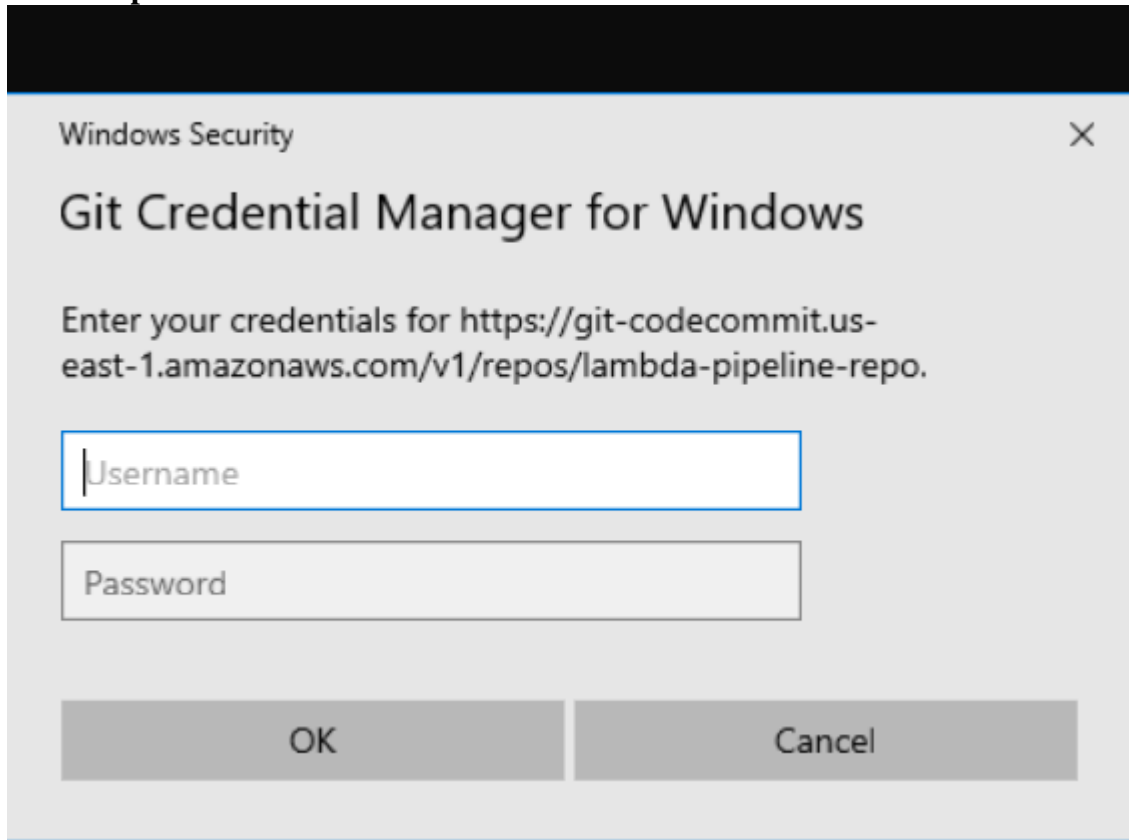 Windows Security
Git Credential Manager for Windows
Enter your credentials for https://git-codecommit.us-
east-1.amazonaws.com/v1/repos/lambda-pipeline-repo.
Username
Password
OK
Cancel